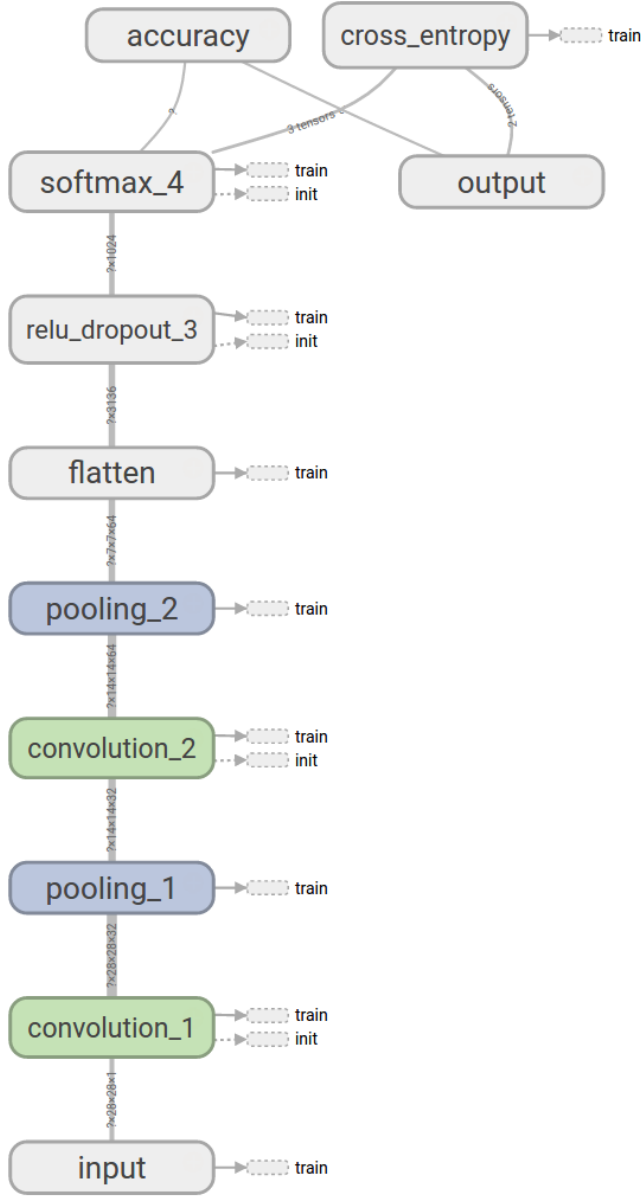 accuracy
cross_entropy
train
?
3 tensors
2 tensors
softmax_4
train
init
output
?×1024
relu_dropout_3
train
init
?×3136
flatten
train
?×7×7×64
pooling_2
train
?×14×14×64
convolution_2
train
init
?×14×14×32
pooling_1
train
?×28×28×32
convolution_1
train
init
?×28×28×1
input
train